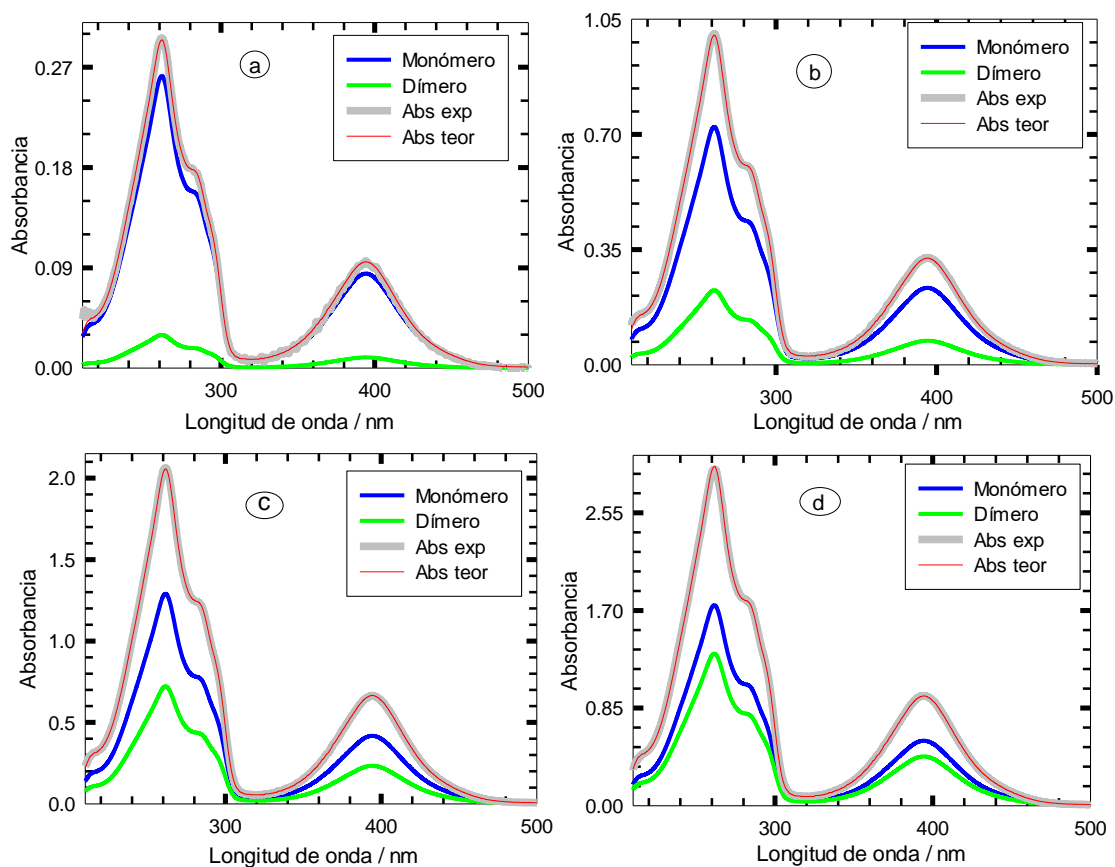 a
Monómero
Dímero
Abs exp
Abs teor
0.27
0.18
0.09
0.00
Absorbancia
300
400
500
Longitud de onda / nm
b
Monómero
Dímero
Abs exp
Abs teor
1.05
0.70
0.35
0.00
Absorbancia
300
400
500
Longitud de onda / nm
c
Monómero
Dímero
Abs exp
Abs teor
2.0
1.5
1.0
0.5
0.0
Absorbancia
300
400
500
Longitud de onda / nm
d
Monómero
Dímero
Abs exp
Abs teor
2.55
1.70
0.85
0.00
Absorbancia
300
400
500
Longitud de onda / nm